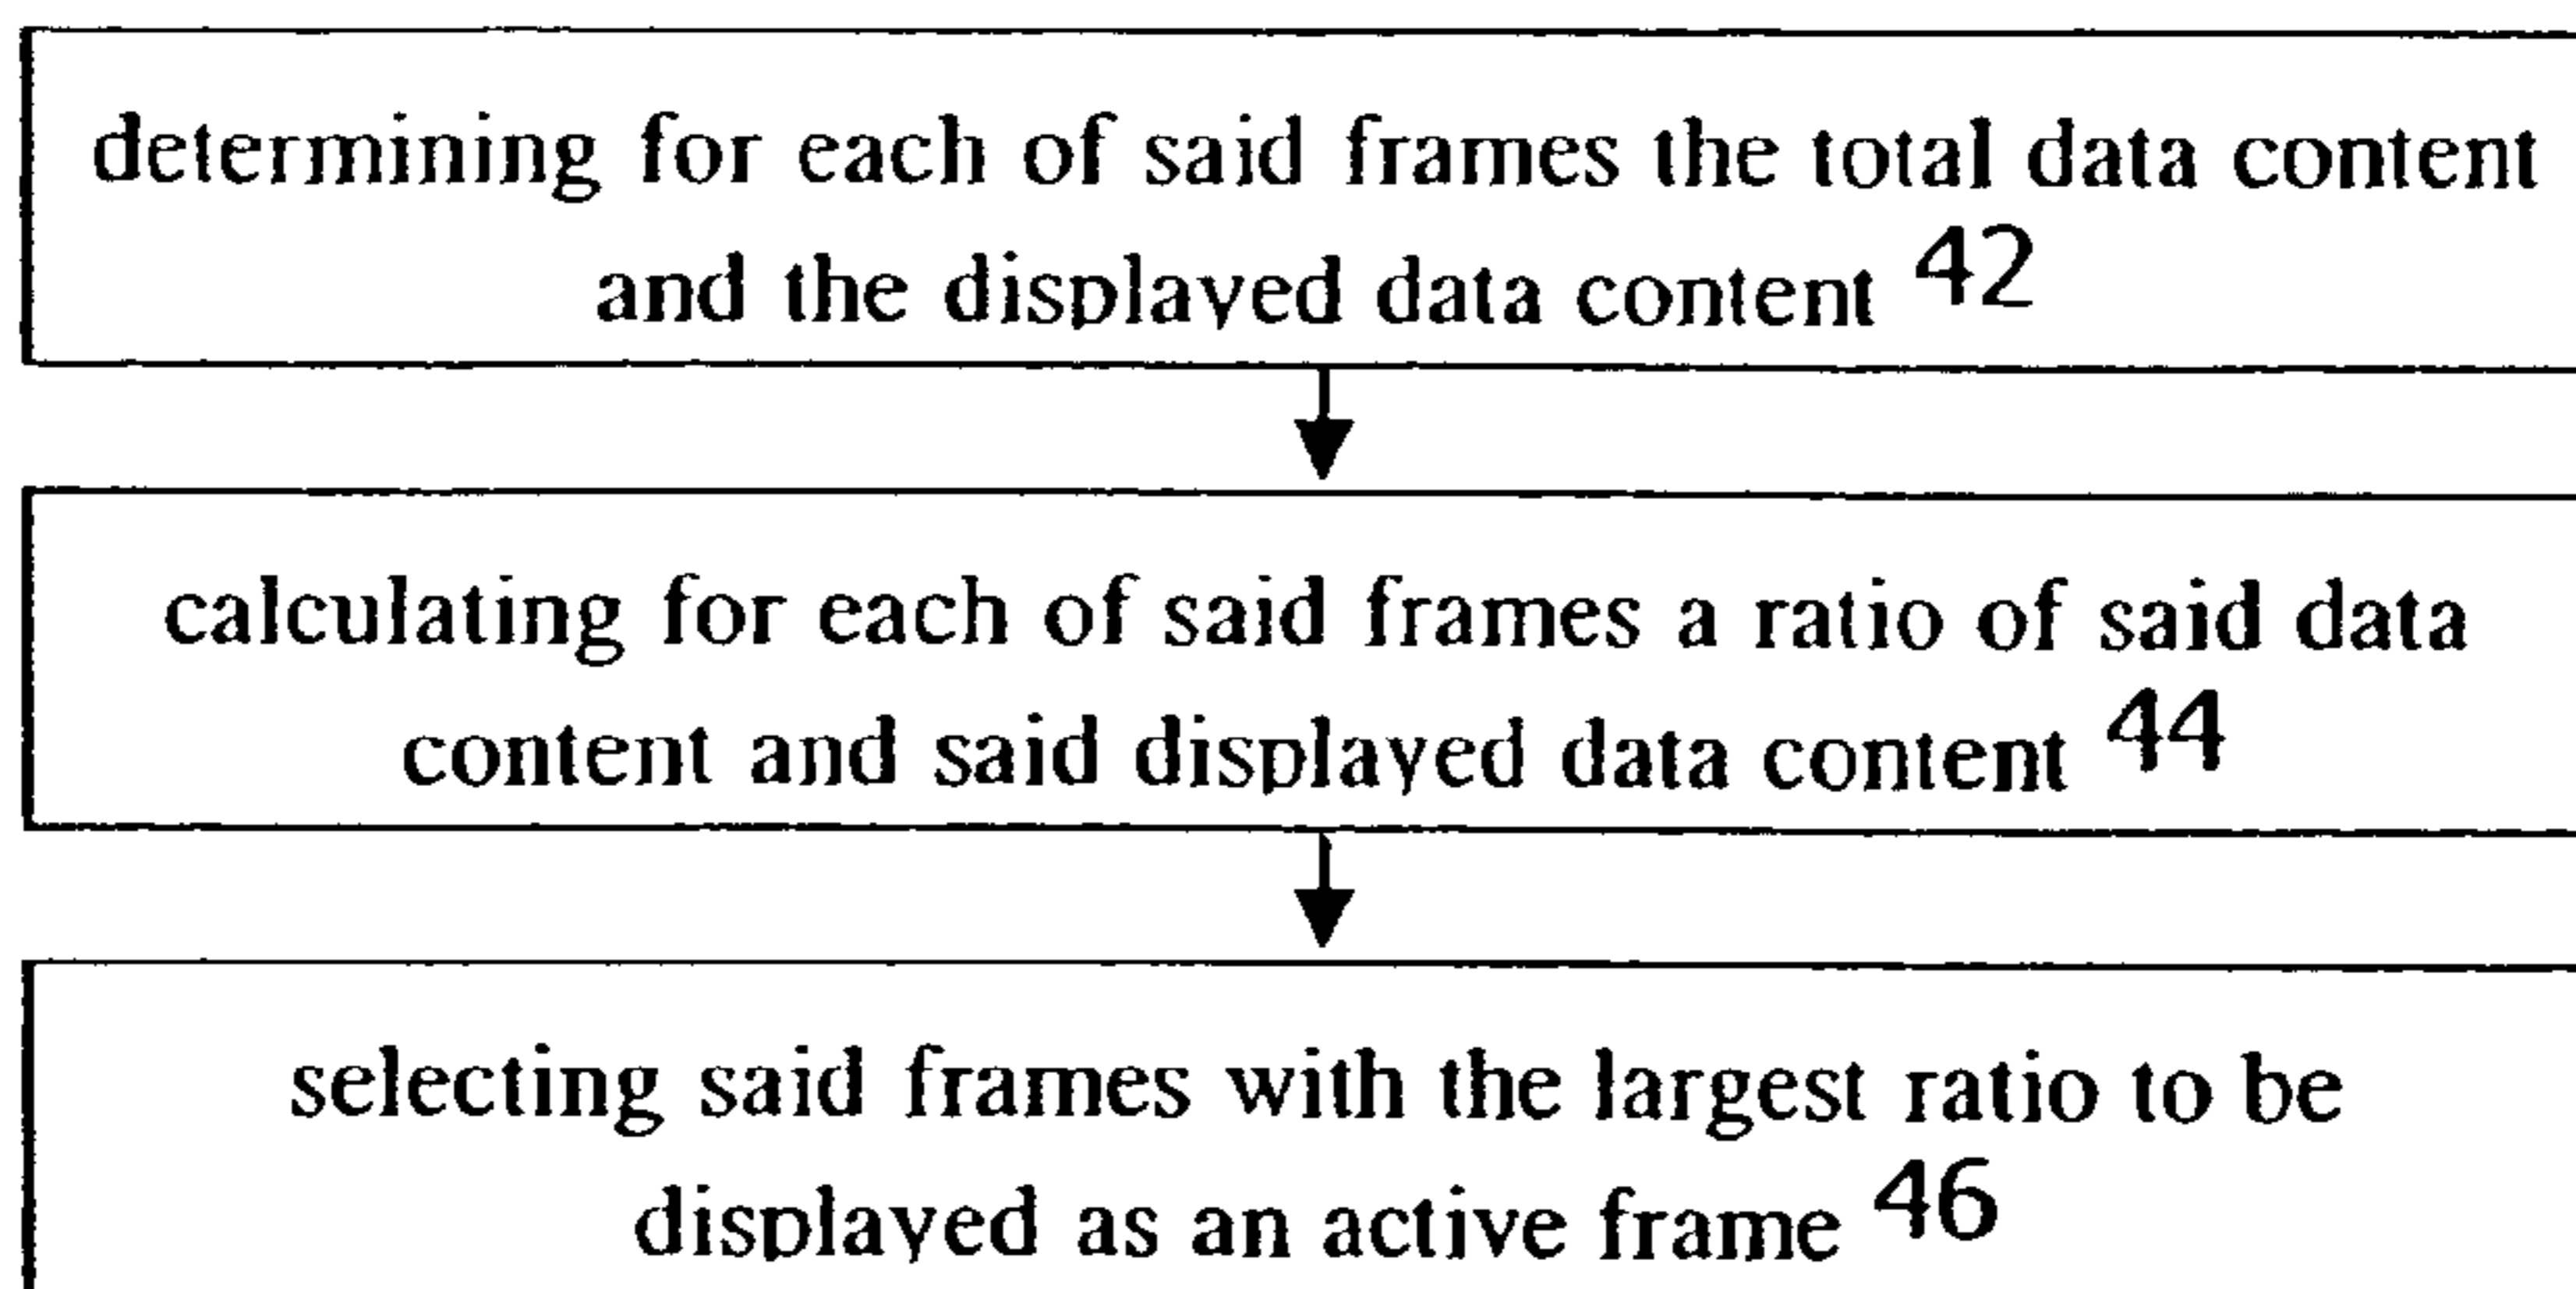 determining for each of said frames the total data content
and the displayed data content 42
calculating for each of said frames a ratio of said data
content and said displayed data content 44
selecting said frames with the largest ratio to be
displayed as an active frame 46